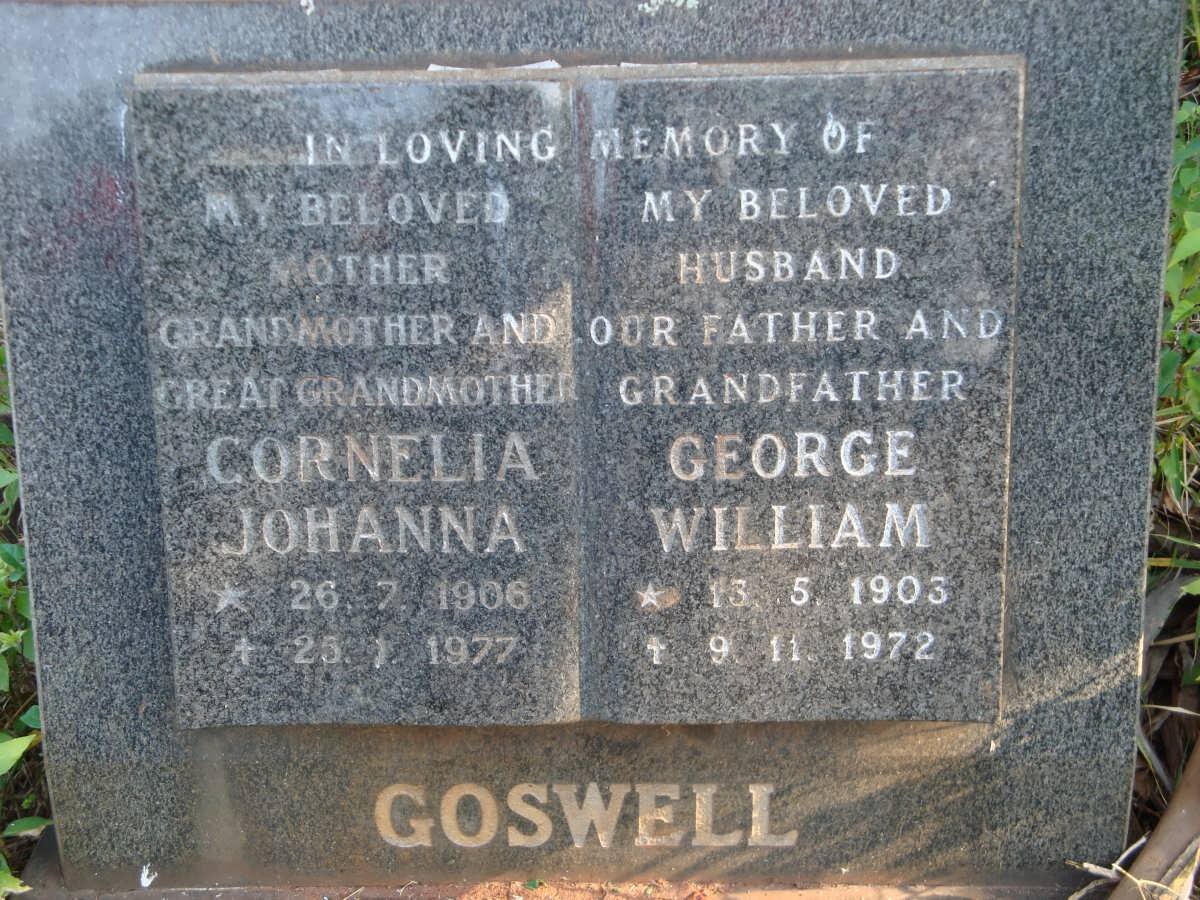 IN LOVING MEMORY OF
MY BELOVED
MOTHER
GRANDMOTHER AND
GREAT GRANDMOTHER
CORNELIA
JOHANNA
★ 26. 7. 1906
† 25. 1. 1977
MY BELOVED
HUSBAND
OUR FATHER AND
GRANDFATHER
GEORGE
WILLIAM
★ 13. 5. 1903
† 9. 11. 1972
GOSWELL